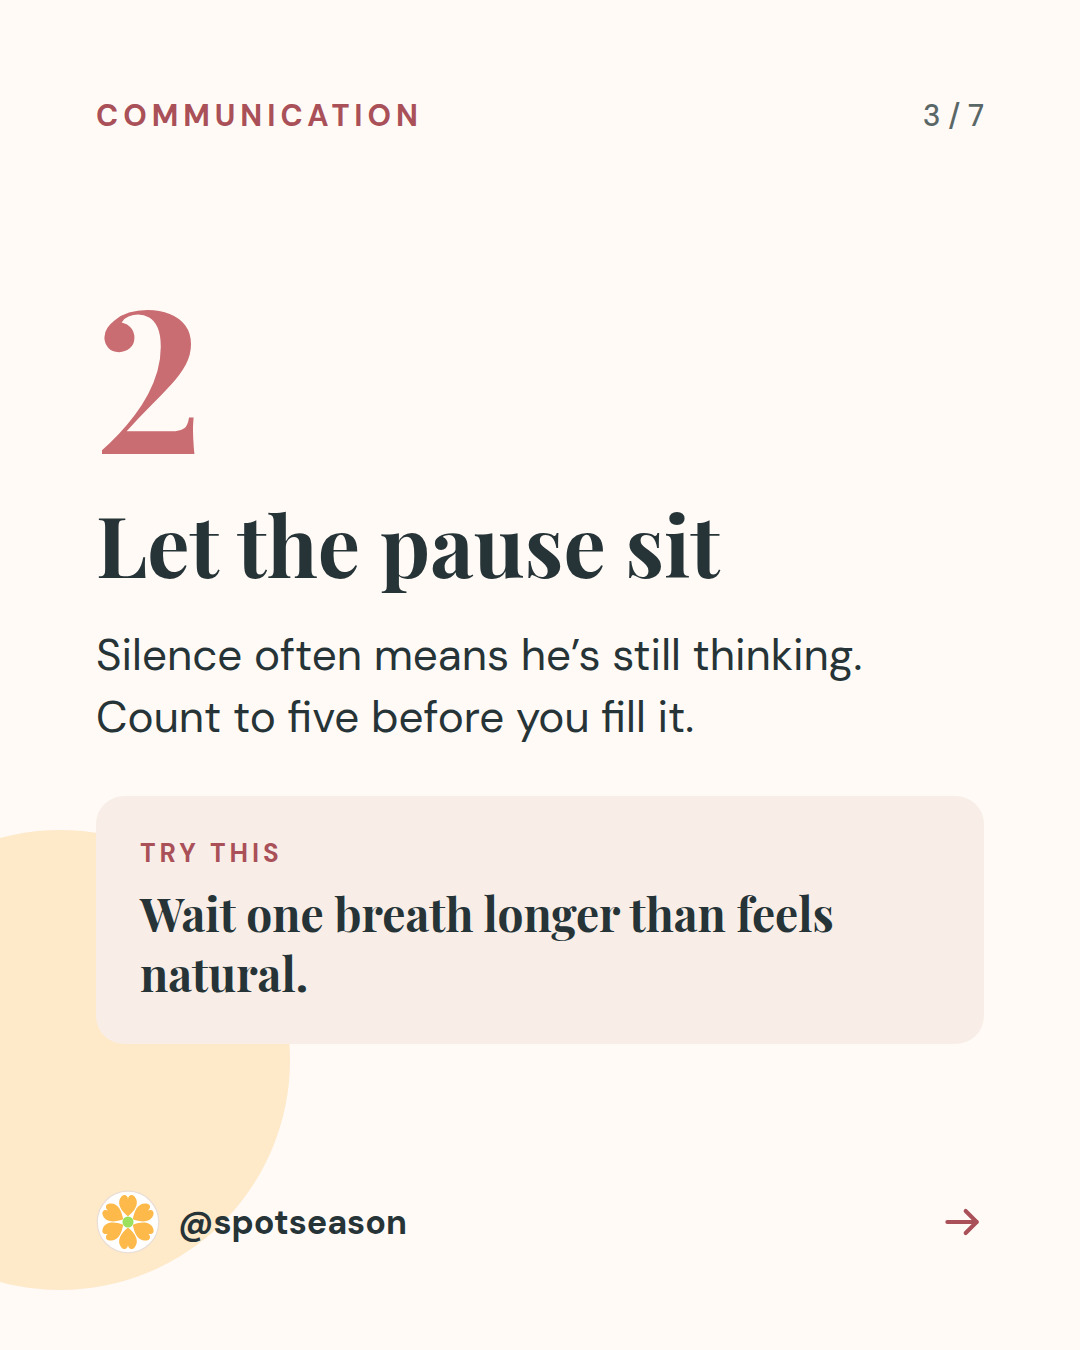 COMMUNICATION
3 / 7
2
Let the pause sit
Silence often means he’s still thinking.
Count to five before you fill it.
TRY THIS
Wait one breath longer than feels
natural.
@spotseason